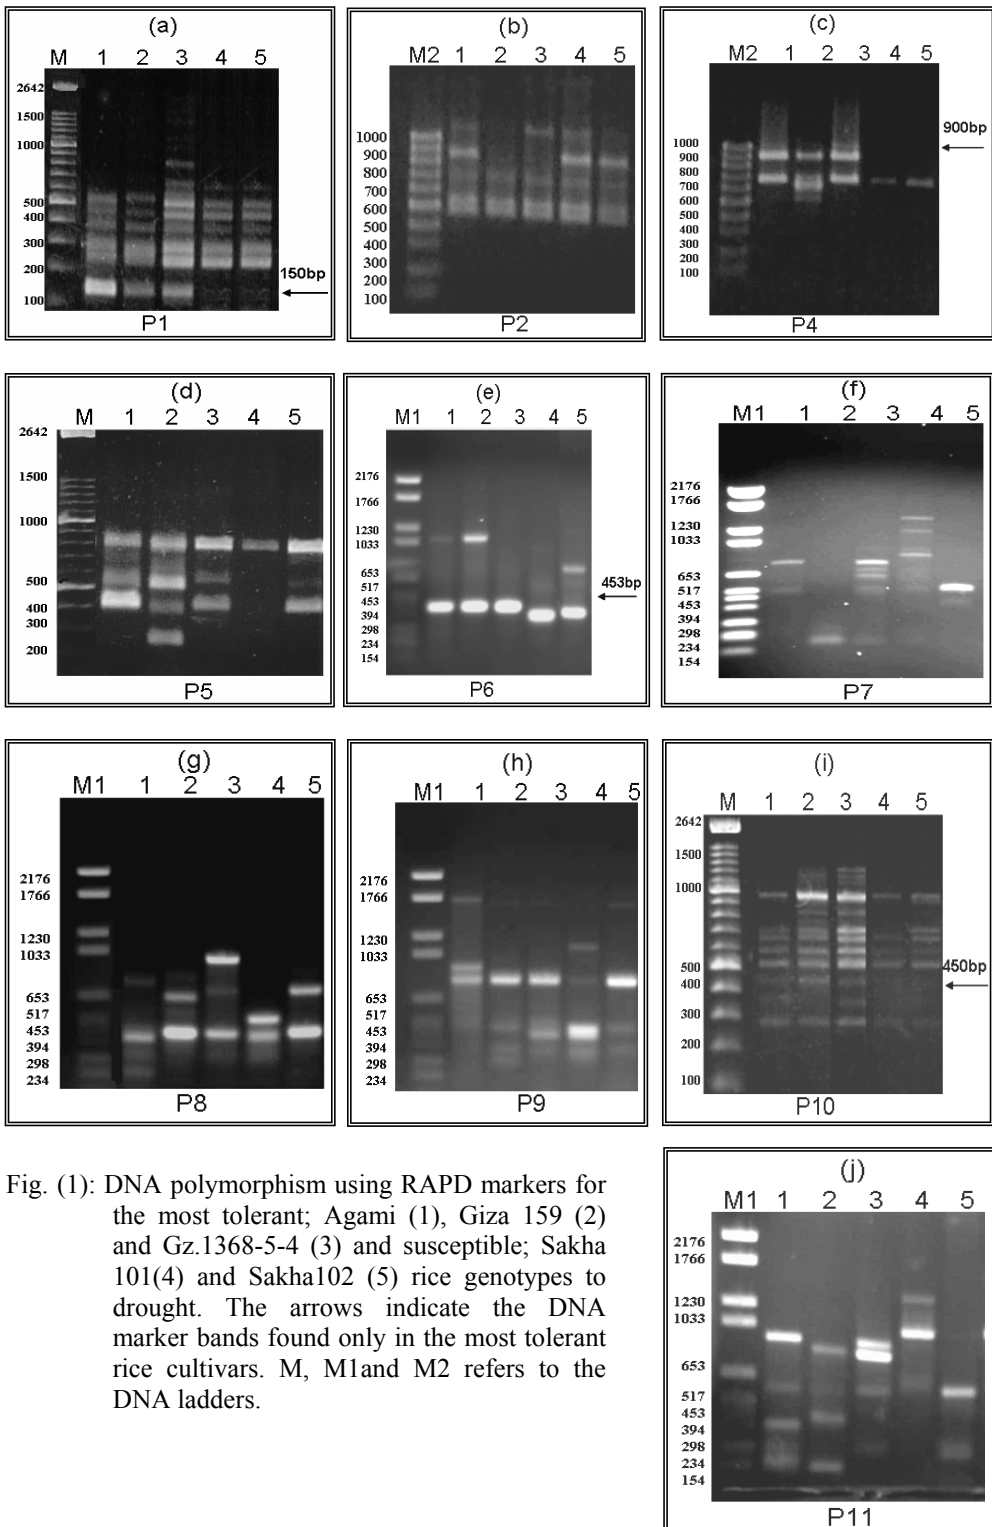 (a)
M 1 2 3 4 5
2642
1500
1000
500
400
300
200
100
150bp
P1
(b)
M2 1 2 3 4 5
1000
900
800
700
600
500
400
300
200
100
P2
(c)
M2 1 2 3 4 5
1000
900
800
700
600
500
400
300
200
100
900bp
P4
(d)
M 1 2 3 4 5
2642
1500
1000
500
400
300
200
P5
(e)
M1 1 2 3 4 5
2176
1766
1230
1033
653
517
453
394
298
234
154
453bp
P6
(f)
M1 1 2 3 4 5
2176
1766
1230
1033
653
517
453
394
298
234
154
P7
(g)
M1 1 2 3 4 5
2176
1766
1230
1033
653
517
453
394
298
234
P8
(h)
M1 1 2 3 4 5
2176
1766
1230
1033
653
517
453
394
298
234
P9
(i)
M 1 2 3 4 5
2642
1500
1000
500
400
300
200
100
450bp
P10
Fig. (1): DNA polymorphism using RAPD markers for
the most tolerant; Agami (1), Giza 159 (2)
and Gz.1368-5-4 (3) and susceptible; Sakha
101(4) and Sakha102 (5) rice genotypes to
drought. The arrows indicate the DNA
marker bands found only in the most tolerant
rice cultivars. M, M1and M2 refers to the
DNA ladders.
(j)
M1 1 2 3 4 5
2176
1766
1230
1033
653
517
453
394
298
234
154
P11